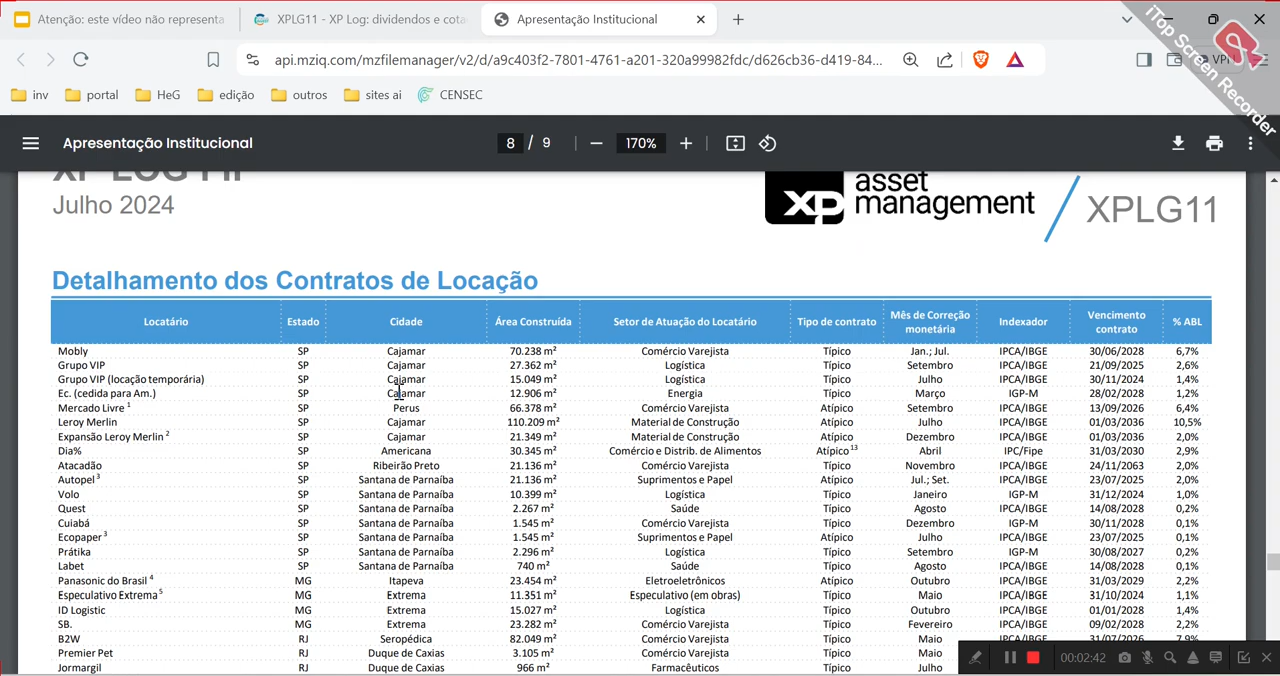 Atenção: este vídeo não representa
XPLG11 - XP Log: dividendos e cota
Apresentação Institucional
api.mziq.com/mzfilemanager/v2/d/a9c403f2-7801-4761-a201-320a99982fdc/d626cb36-d419-84...
VPN
iTop Screen Recorder
inv portal HeG edição outros sites ai CENSEC
Apresentação Institucional 8 / 9 170%
XP LOG FII
Julho 2024
xp asset management XPLG11
Detalhamento dos Contratos de Locação
Locatário Estado Cidade Área Construída Setor de Atuação do Locatário Tipo de contrato Mês de Correção monetária Indexador Vencimento contrato % ABL
Mobly SP Cajamar 70.238 m² Comércio Varejista Típico Jan.; Jul. IPCA/IBGE 30/06/2028 6,7%
Grupo VIP SP Cajamar 27.362 m² Logística Típico Setembro IPCA/IBGE 21/09/2025 2,6%
Grupo VIP (locação temporária) SP Cajamar 15.049 m² Logística Típico Julho IPCA/IBGE 30/11/2024 1,4%
Ec. (cedida para Am.) SP Cajamar 12.906 m² Energia Típico Março IGP-M 28/02/2028 1,2%
Mercado Livre ¹ SP Perus 66.378 m² Comércio Varejista Atípico Setembro IPCA/IBGE 13/09/2026 6,4%
Leroy Merlin SP Cajamar 110.209 m² Material de Construção Atípico Julho IPCA/IBGE 01/03/2036 10,5%
Expansão Leroy Merlin ² SP Cajamar 21.349 m² Material de Construção Atípico Dezembro IPCA/IBGE 01/03/2036 2,0%
Dia% SP Americana 30.345 m² Comércio e Distrib. de Alimentos Atípico ¹³ Abril IPC/Fipe 31/03/2030 2,9%
Atacadão SP Ribeirão Preto 21.136 m² Comércio Varejista Típico Novembro IPCA/IBGE 24/11/2063 2,0%
Autopel ³ SP Santana de Parnaíba 21.136 m² Suprimentos e Papel Atípico Jul.; Set. IPCA/IBGE 23/07/2025 2,0%
Volo SP Santana de Parnaíba 10.399 m² Logística Típico Janeiro IGP-M 31/12/2024 1,0%
Quest SP Santana de Parnaíba 2.267 m² Saúde Típico Agosto IPCA/IBGE 14/08/2028 0,2%
Cuiabá SP Santana de Parnaíba 1.545 m² Comércio Varejista Típico Dezembro IGP-M 30/11/2028 0,1%
Ecopaper ³ SP Santana de Parnaíba 1.545 m² Suprimentos e Papel Atípico Julho IPCA/IBGE 23/07/2025 0,1%
Prátika SP Santana de Parnaíba 2.296 m² Logística Típico Setembro IGP-M 30/08/2027 0,2%
Labet SP Santana de Parnaíba 740 m² Saúde Típico Agosto IPCA/IBGE 14/08/2028 0,1%
Panasonic do Brasil ⁴ MG Itapeva 23.454 m² Eletroeletrônicos Atípico Outubro IPCA/IBGE 31/03/2029 2,2%
Especulativo Extrema ⁵ MG Extrema 11.351 m² Especulativo (em obras) Típico Maio IPCA/IBGE 31/10/2024 1,1%
ID Logistic MG Extrema 15.027 m² Logística Típico Outubro IPCA/IBGE 01/01/2028 1,4%
SB. MG Extrema 23.282 m² Comércio Varejista Típico Fevereiro IPCA/IBGE 09/02/2028 2,2%
B2W RJ Seropédica 82.049 m² Comércio Varejista Típico Maio IPCA/IBGE 31/07/2026 7,9%
Premier Pet RJ Duque de Caxias 3.105 m² Comércio Varejista Típico Maio
Jormargil RJ Duque de Caxias 966 m² Farmacêuticos Típico Julho
00:02:42